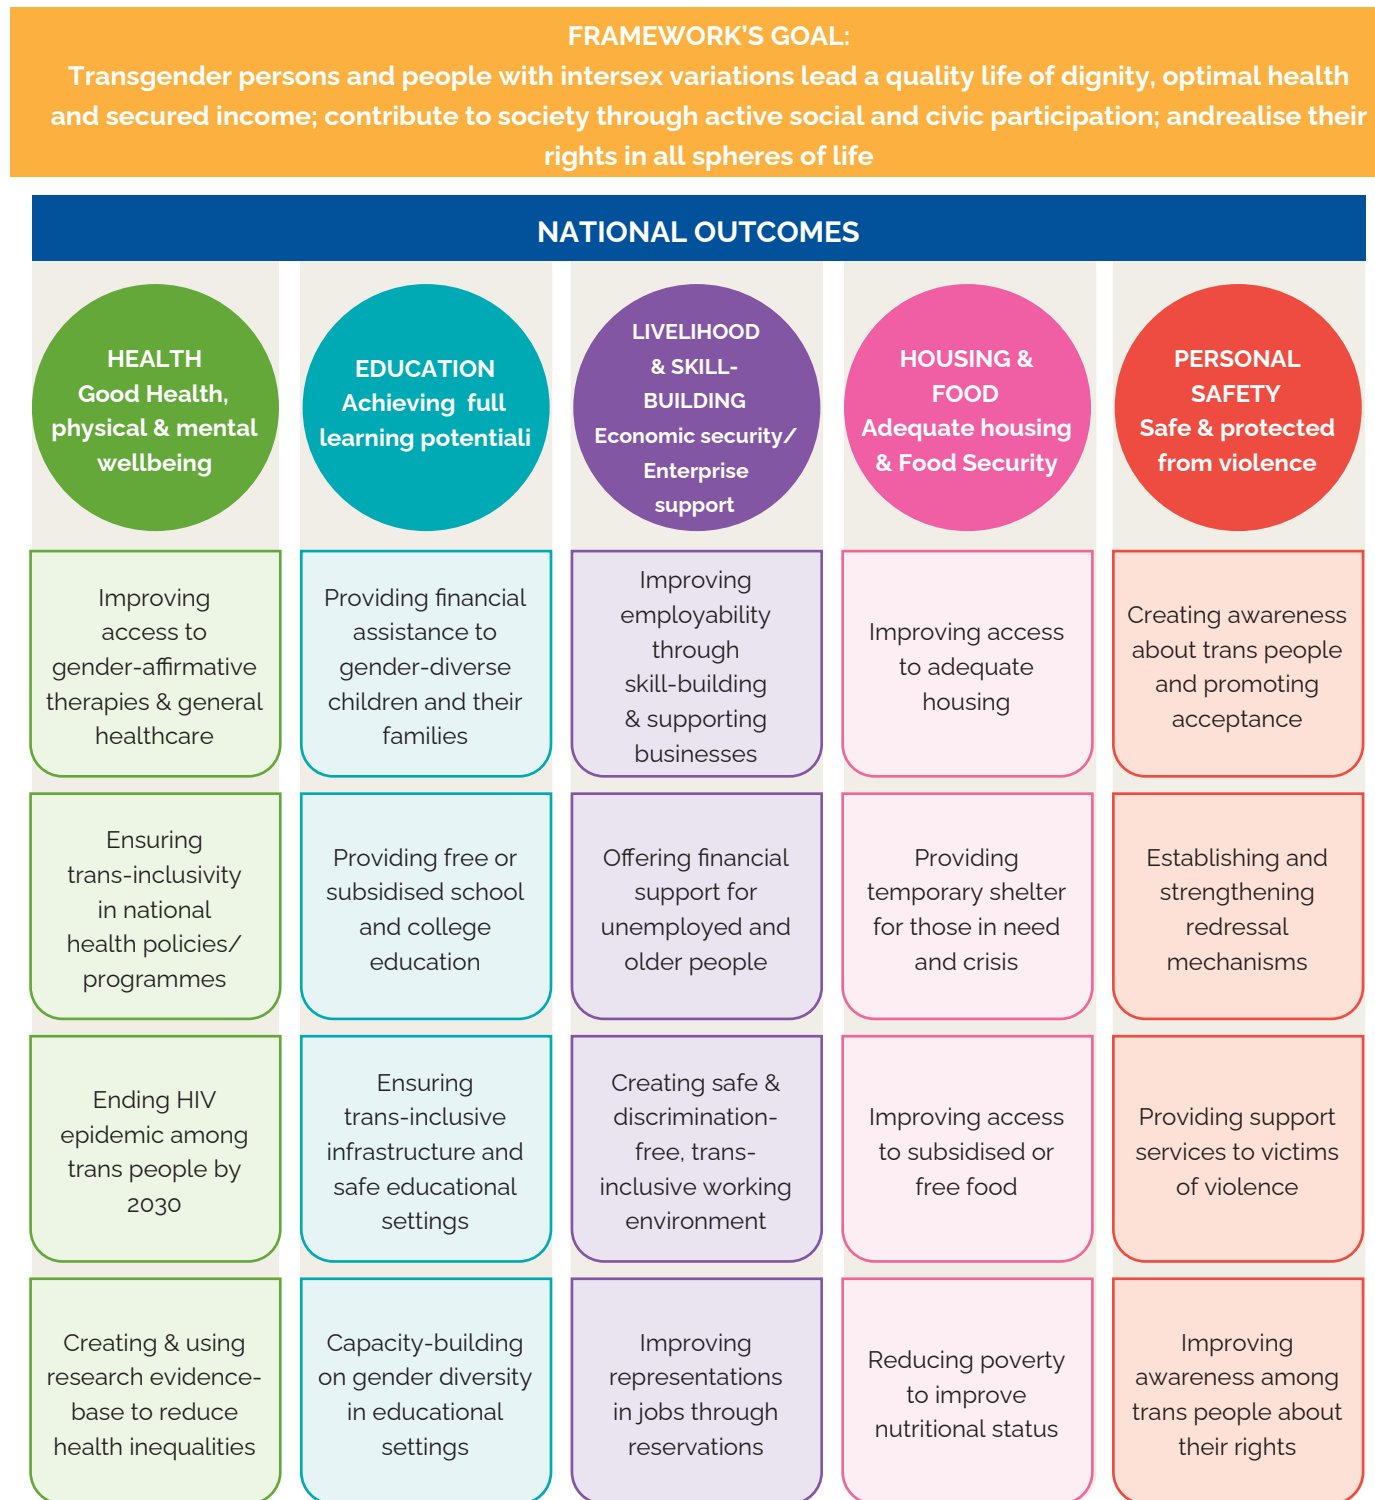 FRAMEWORK'S GOAL:
Transgender persons and people with intersex variations lead a quality life of dignity, optimal health
and secured income; contribute to society through active social and civic participation; andrealise their
rights in all spheres of life
NATIONAL OUTCOMES
HEALTH
Good Health,
physical & mental
wellbeing
EDUCATION
Achieving full
learning potentiali
LIVELIHOOD
& SKILL-
BUILDING
Economic security/
Enterprise
support
HOUSING &
FOOD
Adequate housing
& Food Security
PERSONAL
SAFETY
Safe & protected
from violence
Improving
access to
gender-affirmative
therapies & general
healthcare
Providing financial
assistance to
gender-diverse
children and their
families
Improving
employability
through
skill-building
& supporting
businesses
Improving access
to adequate
housing
Creating awareness
about trans people
and promoting
acceptance
Ensuring
trans-inclusivity
in national
health policies/
programmes
Providing free or
subsidised school
and college
education
Offering financial
support for
unemployed and
older people
Providing
temporary shelter
for those in need
and crisis
Establishing and
strengthening
redressal
mechanisms
Ending HIV
epidemic among
trans people by
2030
Ensuring
trans-inclusive
infrastructure and
safe educational
settings
Creating safe &
discrimination-
free, trans-
inclusive working
environment
Improving access
to subsidised or
free food
Providing support
services to victims
of violence
Creating & using
research evidence-
base to reduce
health inequalities
Capacity-building
on gender diversity
in educational
settings
Improving
representations
in jobs through
reservations
Reducing poverty
to improve
nutritional status
Improving
awareness among
trans people about
their rights